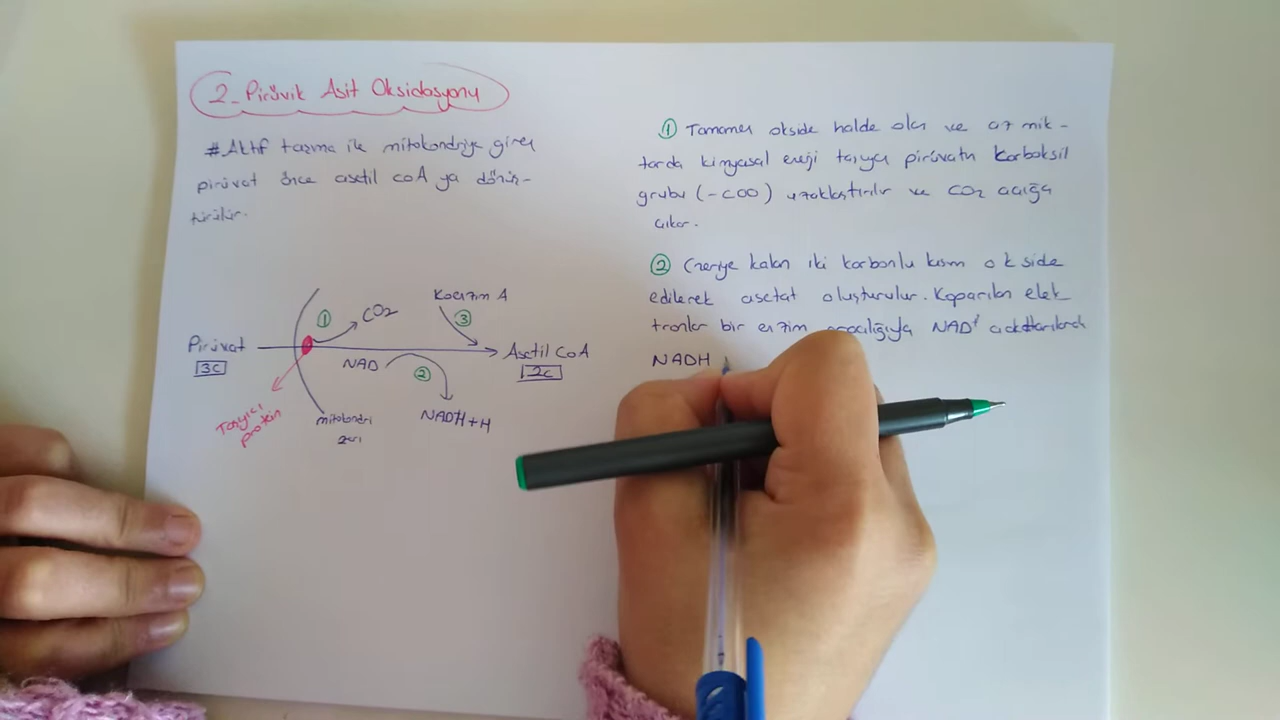 2- Pirüvik Asit Oksidasyonu
#Aktif taşıma ile mitokondriye giren
pirüvat önce asetil coA ya dönüş-
türülür.
① CO2
Koenzim A
③
Pirüvat
Asetil CoA
3C
NAD
②
2C
Taşıyıcı
protein
mitokondri
zarı
NADH+H
① Tamamen okside halde olan ve az mik-
tarda kimyasal enerji taşıyan pirüvatın karboksil
grubu (-COO) uzaklaştırılır ve CO2 açığa
çıkar.
② Geriye kalan iki karbonlu kısım okside
edilerek asetat oluşturulur. Koparılan elek
tronlar bir enzim aracılığıyla NAD+
NADH